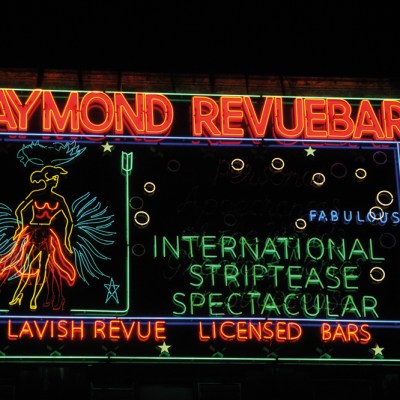 AYMOND REVUEBAR
FABULOUS
INTERNATIONAL
STRIPTEASE
SPECTACULAR
LAVISH REVUE LICENSED BARS